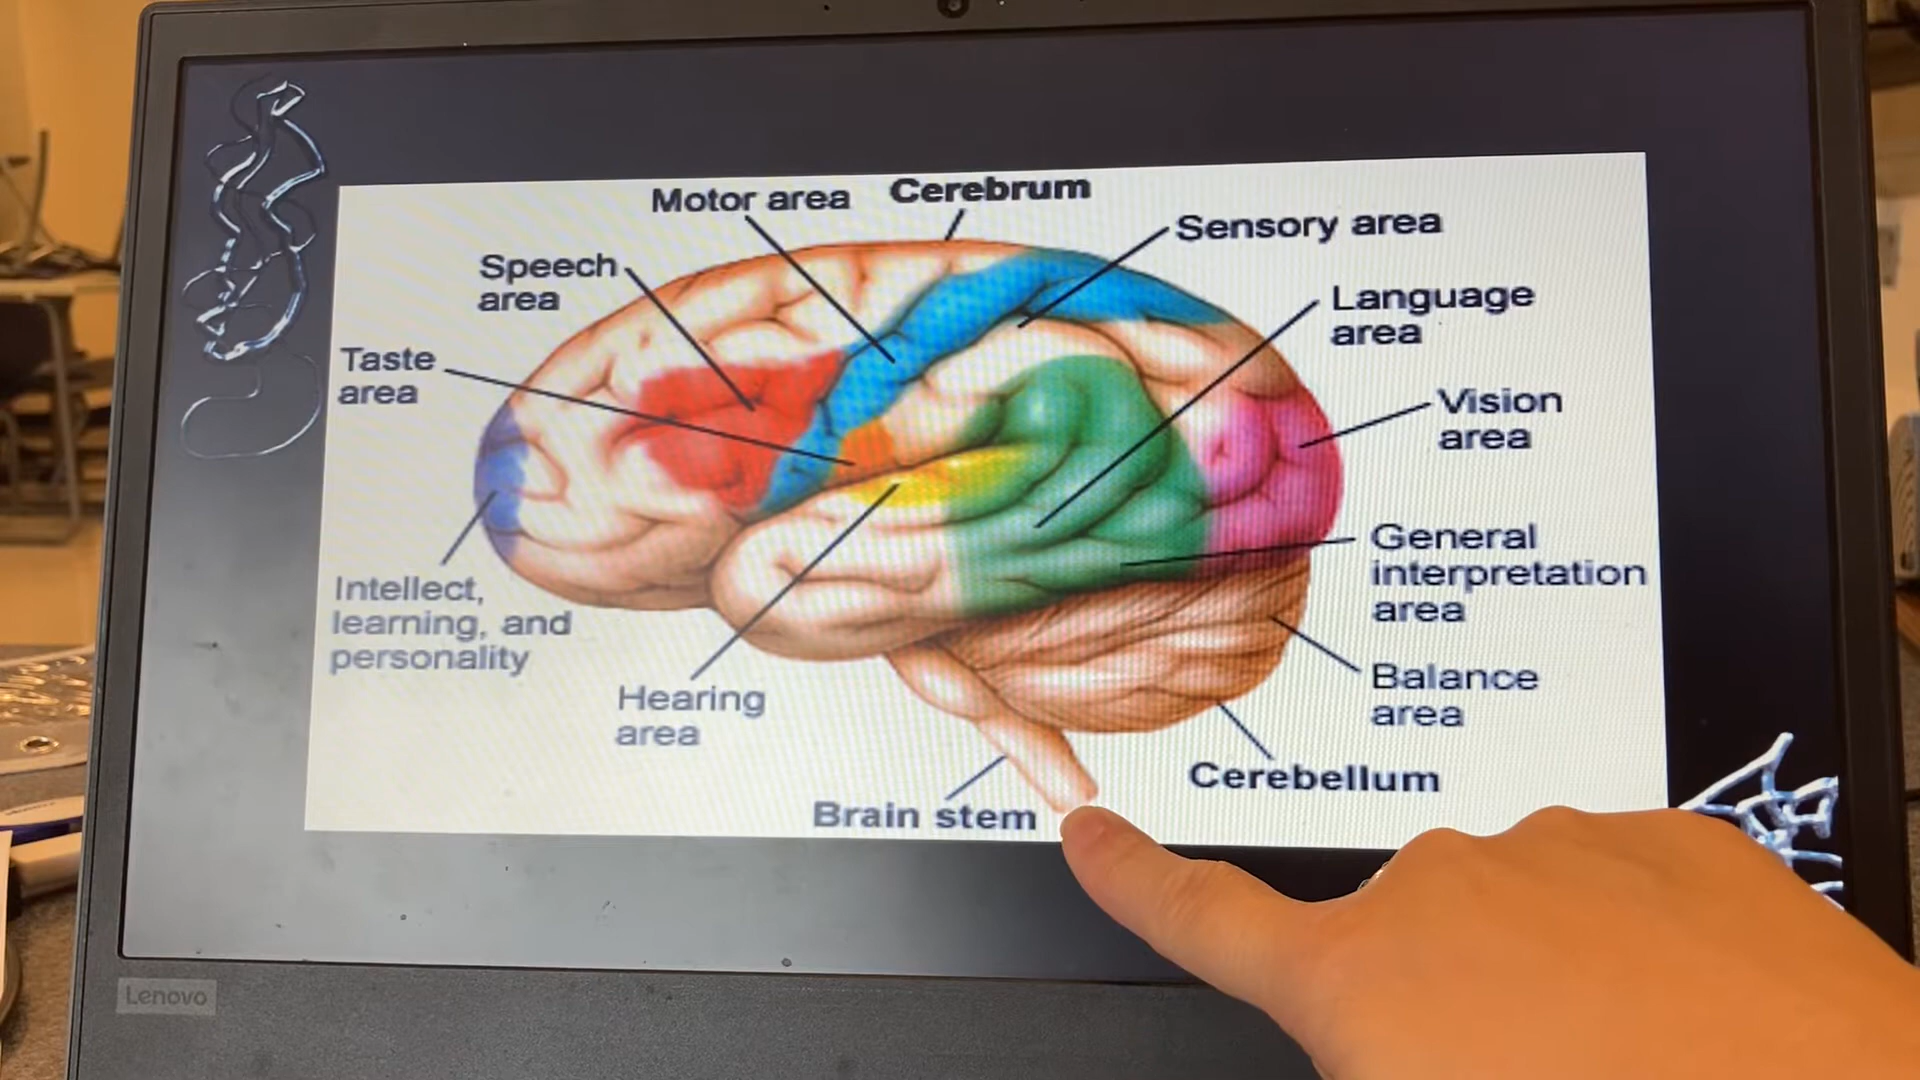 Motor area
Cerebrum
Sensory area
Speech
area
Language
area
Taste
area
Vision
area
Intellect,
learning, and
personality
General
interpretation
area
Hearing
area
Balance
area
Cerebellum
Brain stem
Lenovo